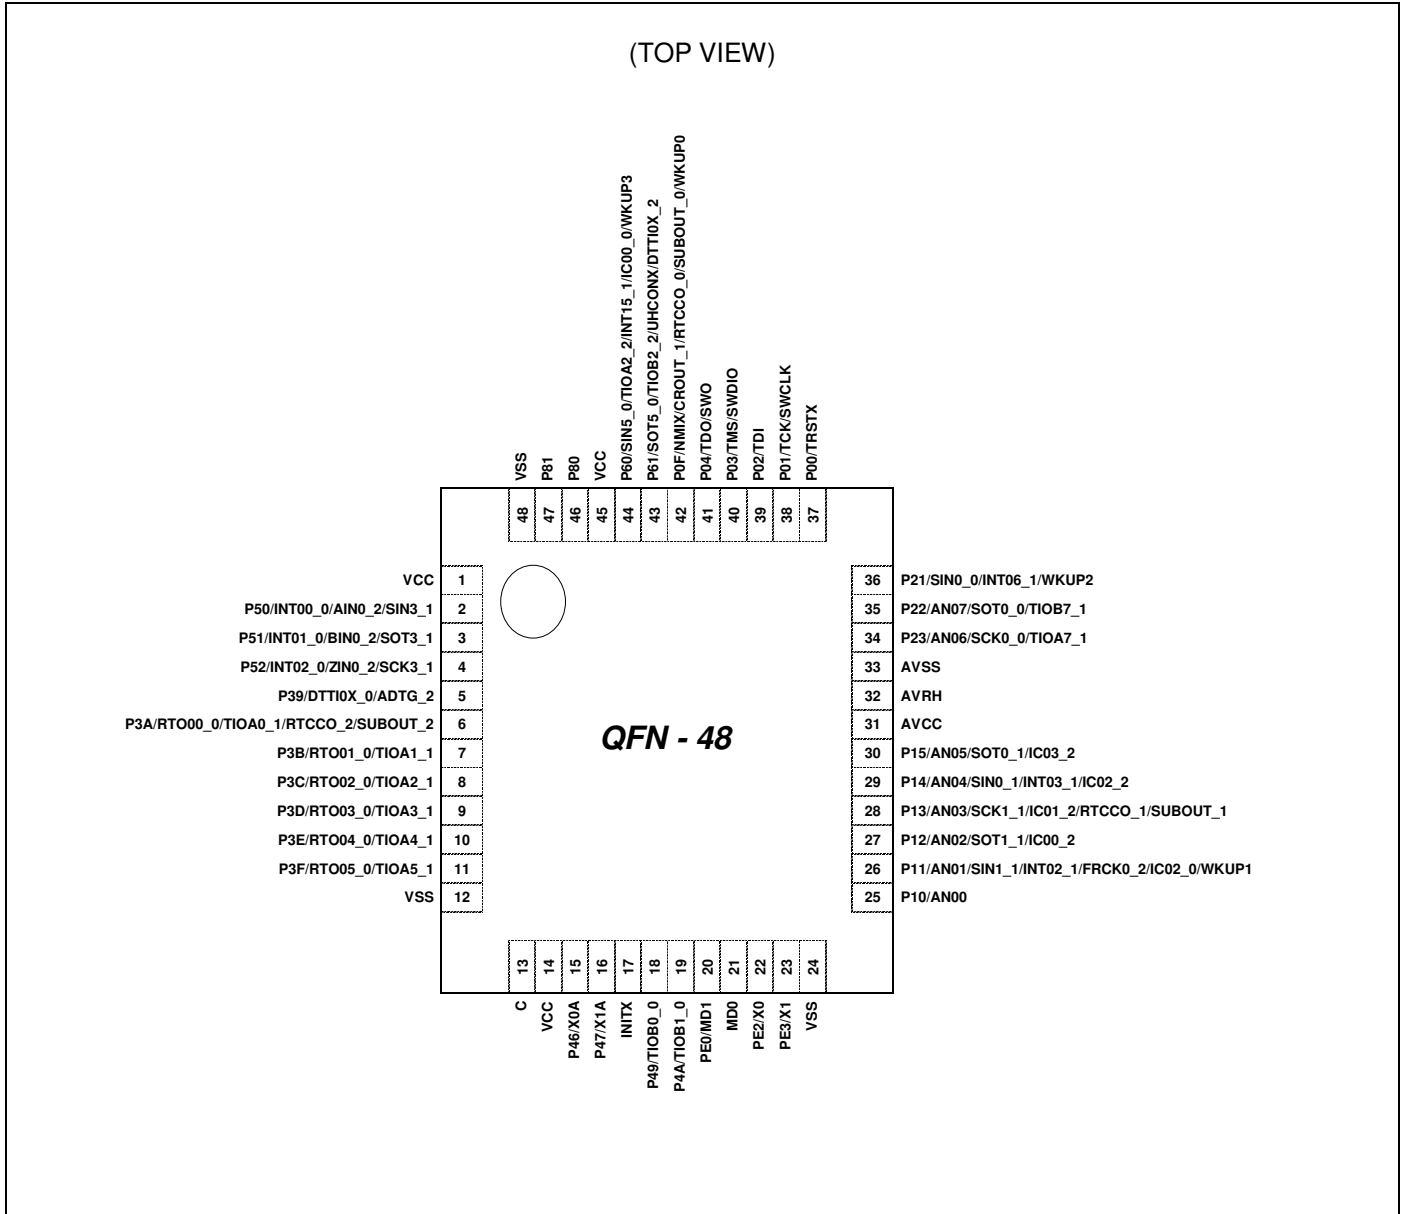 (TOP VIEW)
VSS
P81
P80
VCC
P60/SIN5_0/TIOA2_2/INT15_1/IC00_0/WKUP3
P61/SOT5_0/TIOB2_2/UHCONX/DTTI0X_2
P0F/NMIX/CROUT_1/RTCCO_0/SUBOUT_0/WKUP0
P04/TDO/SWO
P03/TMS/SWDIO
P02/TDI
P01/TCK/SWCLK
P00/TRSTX
48 47 46 45 44 43 42 41 40 39 38 37
VCC 1
P50/INT00_0/AIN0_2/SIN3_1 2
P51/INT01_0/BIN0_2/SOT3_1 3
P52/INT02_0/ZIN0_2/SCK3_1 4
P39/DTTI0X_0/ADTG_2 5
P3A/RTO00_0/TIOA0_1/RTCCO_2/SUBOUT_2 6
P3B/RTO01_0/TIOA1_1 7
P3C/RTO02_0/TIOA2_1 8
P3D/RTO03_0/TIOA3_1 9
P3E/RTO04_0/TIOA4_1 10
P3F/RTO05_0/TIOA5_1 11
VSS 12
QFN - 48
36 P21/SIN0_0/INT06_1/WKUP2
35 P22/AN07/SOT0_0/TIOB7_1
34 P23/AN06/SCK0_0/TIOA7_1
33 AVSS
32 AVRH
31 AVCC
30 P15/AN05/SOT0_1/IC03_2
29 P14/AN04/SIN0_1/INT03_1/IC02_2
28 P13/AN03/SCK1_1/IC01_2/RTCCO_1/SUBOUT_1
27 P12/AN02/SOT1_1/IC00_2
26 P11/AN01/SIN1_1/INT02_1/FRCK0_2/IC02_0/WKUP1
25 P10/AN00
13 14 15 16 17 18 19 20 21 22 23 24
C
VCC
P46/X0A
P47/X1A
INITX
P49/TIOB0_0
P4A/TIOB1_0
PE0/MD1
MD0
PE2/X0
PE3/X1
VSS